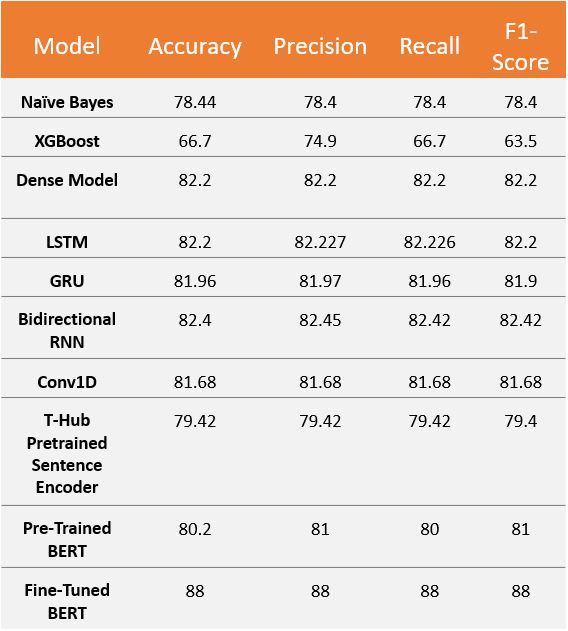 Model Accuracy Precision Recall F1-
Score
Naïve Bayes 78.44 78.4 78.4 78.4
XGBoost 66.7 74.9 66.7 63.5
Dense Model 82.2 82.2 82.2 82.2
LSTM 82.2 82.227 82.226 82.2
GRU 81.96 81.97 81.96 81.9
Bidirectional 82.4 82.45 82.42 82.42
RNN
Conv1D 81.68 81.68 81.68 81.68
T-Hub 79.42 79.42 79.42 79.4
Pretrained
Sentence
Encoder
Pre-Trained 80.2 81 80 81
BERT
Fine-Tuned 88 88 88 88
BERT